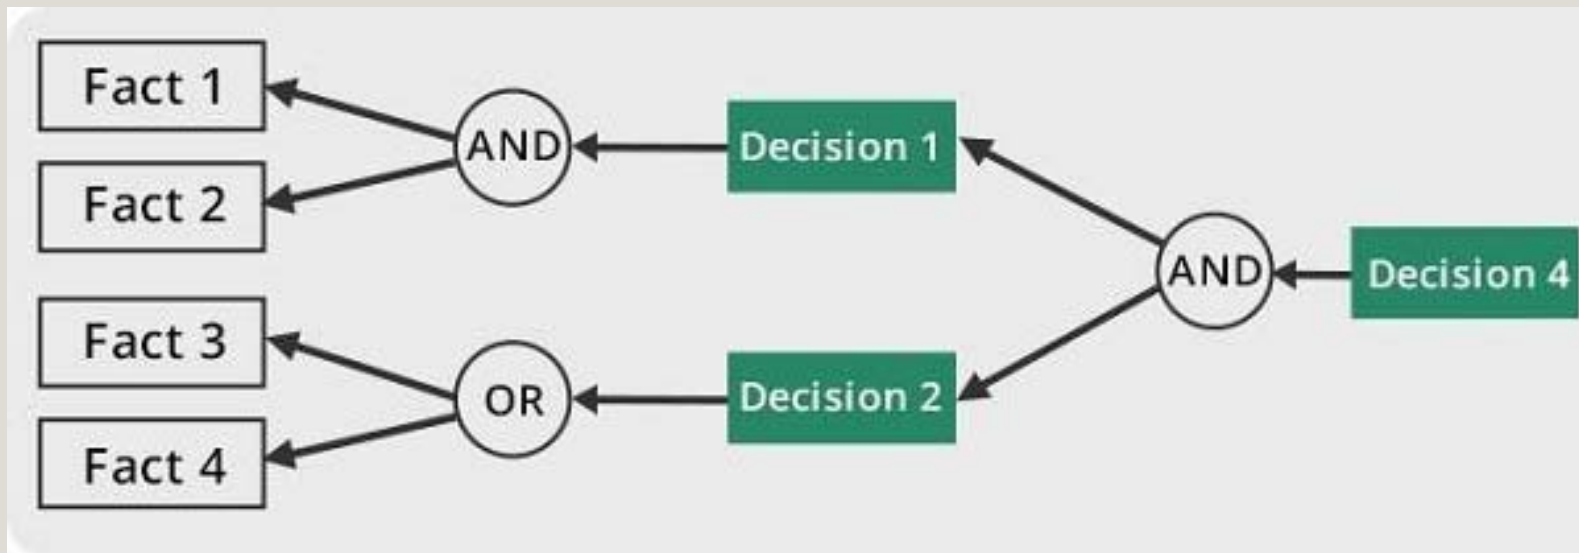 Fact 1
Fact 2
AND
Decision 1
AND
Decision 4
Fact 3
Fact 4
OR
Decision 2